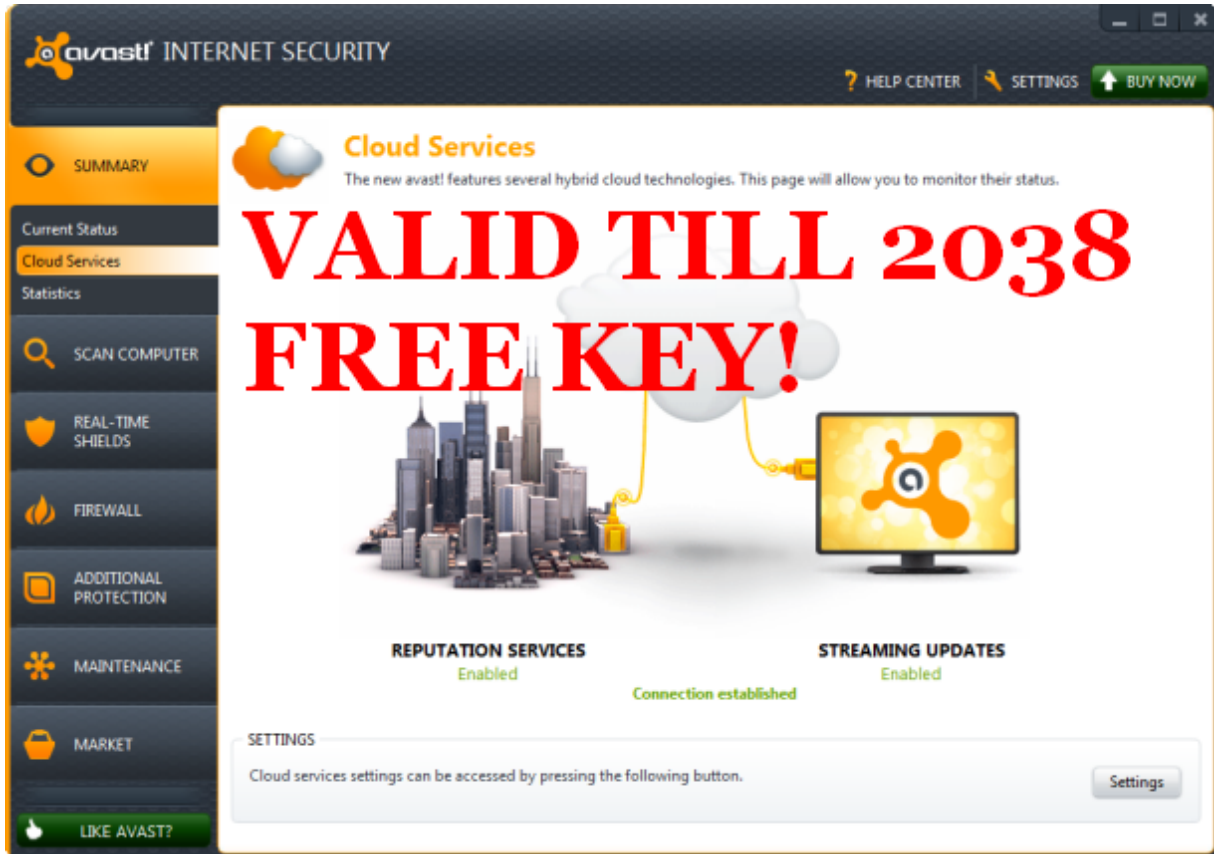 avast! INTERNET SECURITY
? HELP CENTER SETTINGS BUY NOW
SUMMARY
Current Status
Cloud Services
Statistics
SCAN COMPUTER
REAL-TIME
SHIELDS
FIREWALL
ADDITIONAL
PROTECTION
MAINTENANCE
MARKET
LIKE AVAST?
Cloud Services
The new avast! features several hybrid cloud technologies. This page will allow you to monitor their status.
VALID TILL 2038
FREE KEY!
a
REPUTATION SERVICES
Enabled
STREAMING UPDATES
Enabled
Connection established
SETTINGS
Cloud services settings can be accessed by pressing the following button.
Settings